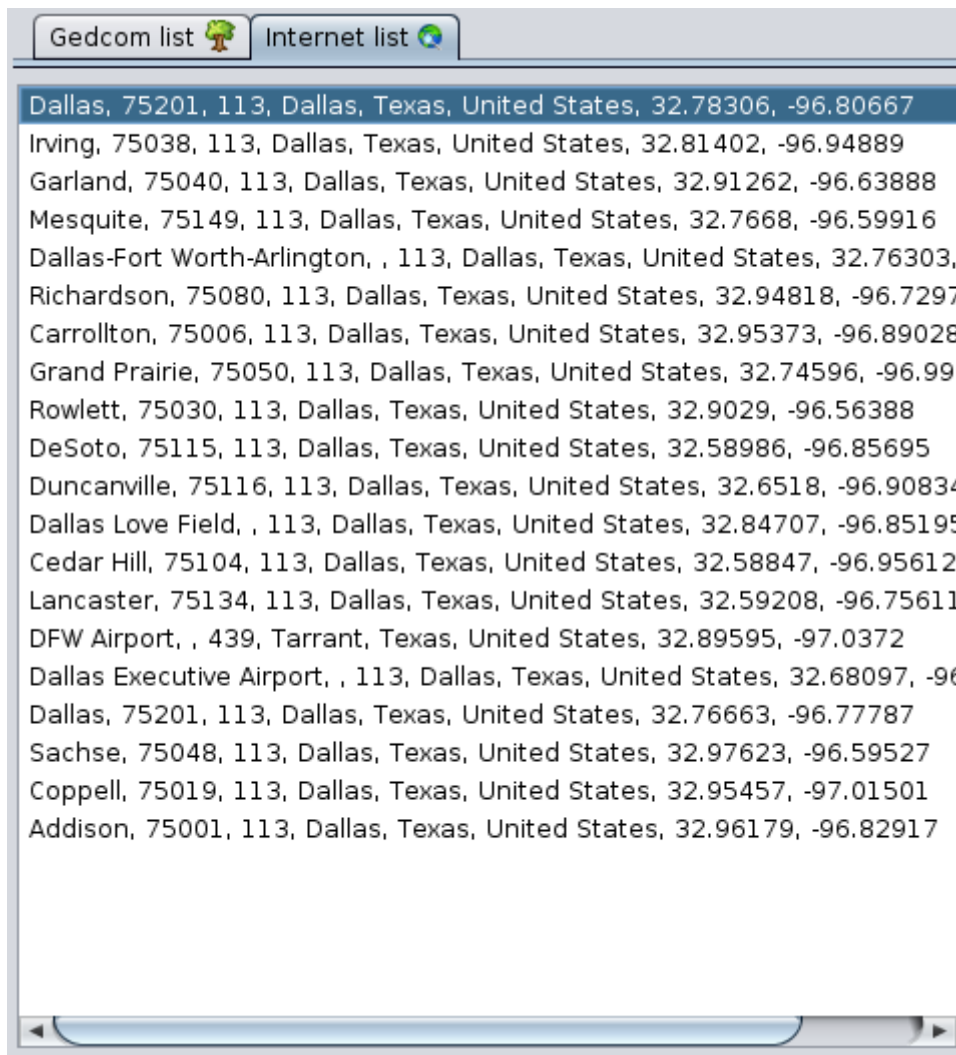 Gedcom list Internet list
Dallas, 75201, 113, Dallas, Texas, United States, 32.78306, -96.80667
Irving, 75038, 113, Dallas, Texas, United States, 32.81402, -96.94889
Garland, 75040, 113, Dallas, Texas, United States, 32.91262, -96.63888
Mesquite, 75149, 113, Dallas, Texas, United States, 32.7668, -96.59916
Dallas-Fort Worth-Arlington, , 113, Dallas, Texas, United States, 32.76303,
Richardson, 75080, 113, Dallas, Texas, United States, 32.94818, -96.7297
Carrollton, 75006, 113, Dallas, Texas, United States, 32.95373, -96.89028
Grand Prairie, 75050, 113, Dallas, Texas, United States, 32.74596, -96.99
Rowlett, 75030, 113, Dallas, Texas, United States, 32.9029, -96.56388
DeSoto, 75115, 113, Dallas, Texas, United States, 32.58986, -96.85695
Duncanville, 75116, 113, Dallas, Texas, United States, 32.6518, -96.90834
Dallas Love Field, , 113, Dallas, Texas, United States, 32.84707, -96.85195
Cedar Hill, 75104, 113, Dallas, Texas, United States, 32.58847, -96.95612
Lancaster, 75134, 113, Dallas, Texas, United States, 32.59208, -96.75611
DFW Airport, , 439, Tarrant, Texas, United States, 32.89595, -97.0372
Dallas Executive Airport, , 113, Dallas, Texas, United States, 32.68097, -96
Dallas, 75201, 113, Dallas, Texas, United States, 32.76663, -96.77787
Sachse, 75048, 113, Dallas, Texas, United States, 32.97623, -96.59527
Coppell, 75019, 113, Dallas, Texas, United States, 32.95457, -97.01501
Addison, 75001, 113, Dallas, Texas, United States, 32.96179, -96.82917